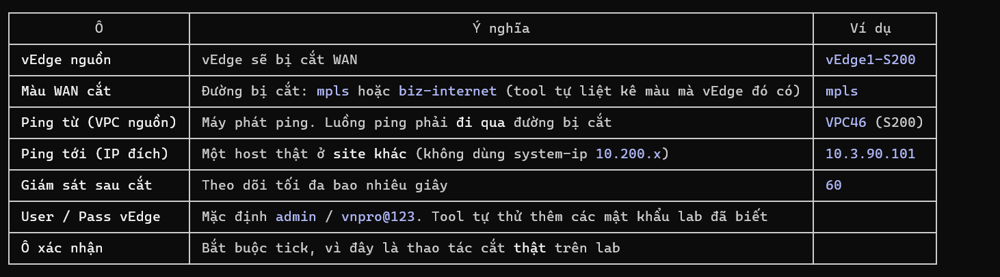 Ô Ý nghĩa Ví dụ
vEdge nguồn vEdge sẽ bị cắt WAN vEdge1-S200
Màu WAN cắt Đường bị cắt: mpls hoặc biz-internet (tool tự liệt kê màu mà vEdge đó có) mpls
Ping từ (VPC nguồn) Máy phát ping. Luồng ping phải đi qua đường bị cắt VPC46 (S200)
Ping tới (IP đích) Một host thật ở site khác (không dùng system-ip 10.200.x) 10.3.90.101
Giám sát sau cắt Theo dõi tối đa bao nhiêu giây 60
User / Pass vEdge Mặc định admin / vnpro@123. Tool tự thử thêm các mật khẩu lab đã biết
Ô xác nhận Bắt buộc tick, vì đây là thao tác cắt thật trên lab